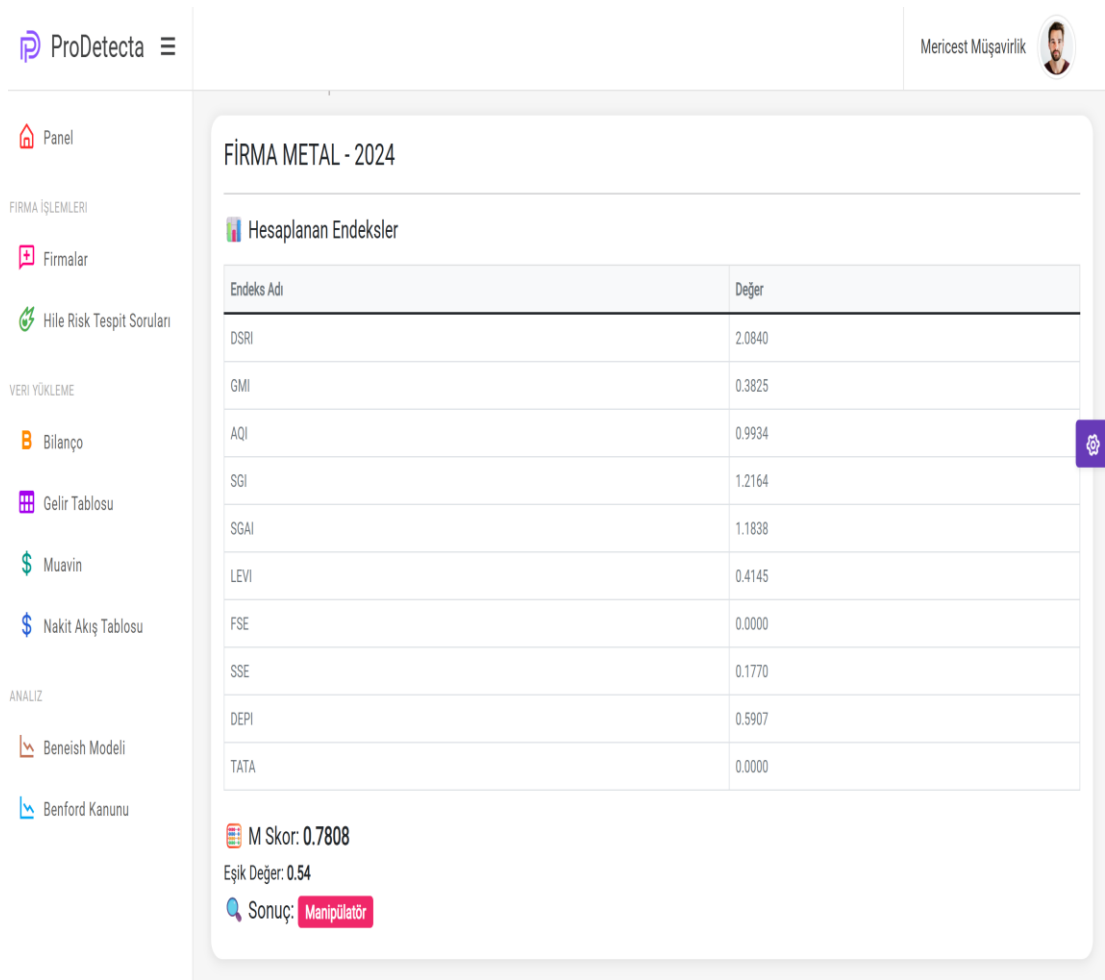 ProDetecta
Mericest Müşavirlik
Panel
FIRMA İŞLEMLERI
Firmalar
Hile Risk Tespit Soruları
VERI YÜKLEME
B Bilanço
Gelir Tablosu
$ Muavin
$ Nakit Akış Tablosu
ANALIZ
Beneish Modeli
Benford Kanunu
FİRMA METAL - 2024
Hesaplanan Endeksler
Endeks Adı Değer
DSRI 2.0840
GMI 0.3825
AQI 0.9934
SGI 1.2164
SGAI 1.1838
LEVI 0.4145
FSE 0.0000
SSE 0.1770
DEPI 0.5907
TATA 0.0000
M Skor: 0.7808
Eşik Değer: 0.54
Sonuç: Manipülatör